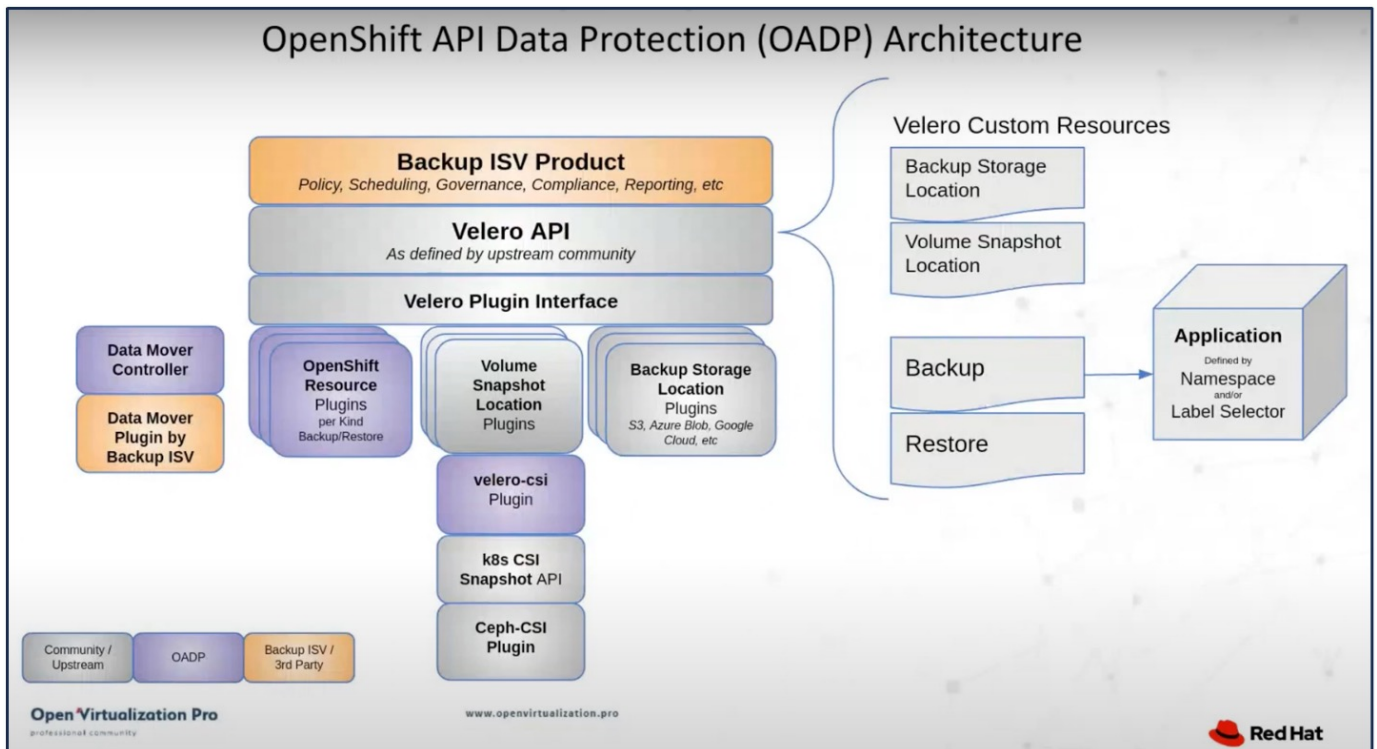 OpenShift API Data Protection (OADP) Architecture
Backup ISV Product
Policy, Scheduling, Governance, Compliance, Reporting, etc
Velero API
As defined by upstream community
Velero Plugin Interface
Data Mover
Controller
Data Mover
Plugin by
Backup ISV
OpenShift
Resource
Plugins
per Kind
Backup/Restore
Volume
Snapshot
Location
Plugins
Backup Storage
Location
Plugins
S3, Azure Blob, Google
Cloud, etc
velero-csi
Plugin
k8s CSI
Snapshot API
Ceph-CSI
Plugin
Velero Custom Resources
Backup Storage
Location
Volume Snapshot
Location
Backup
Restore
Application
Defined by
Namespace
and/or
Label Selector
Community /
Upstream
OADP
Backup ISV /
3rd Party
Open Virtualization Pro
professional community
www.openvirtualization.pro
Red Hat